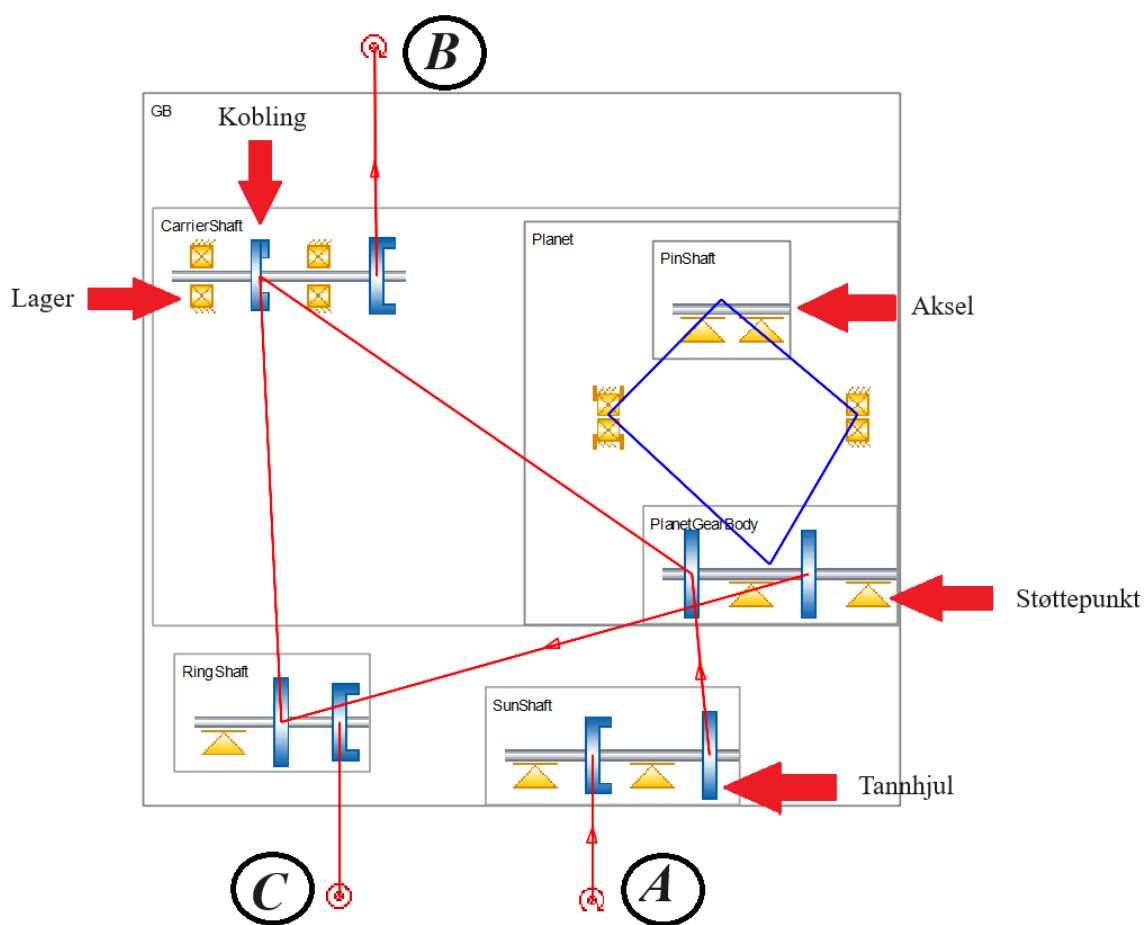 B
GB
Kobling
CarrierShaft
Planet
PinShaft
Lager
Aksel
PlanetGearBody
Støttepunkt
RingShaft
SunShaft
Tannhjul
C
A